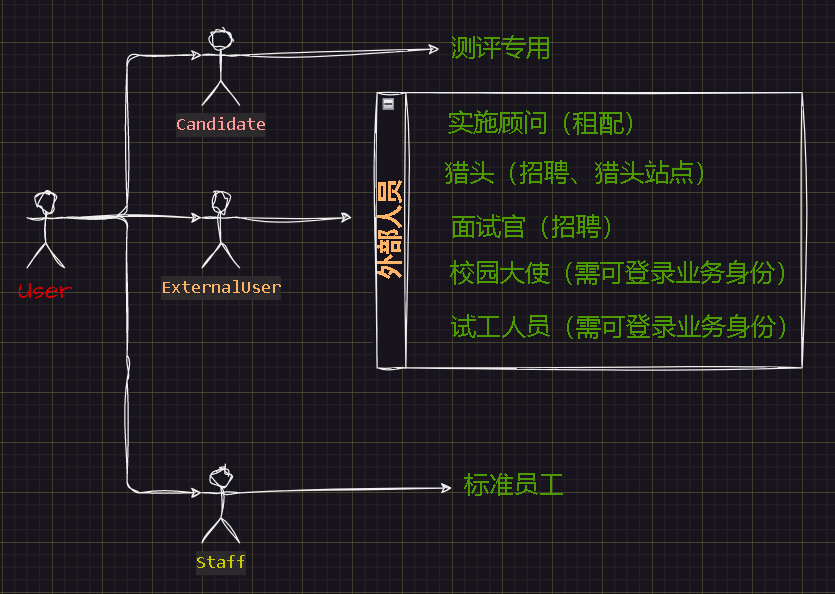 测评专用
Candidate
实施顾问（租配）
猎头（招聘、猎头站点）
面试官（招聘）
校园大使（需可登录业务身份）
试工人员（需可登录业务身份）
外部人员
User
ExternalUser
标准员工
Staff